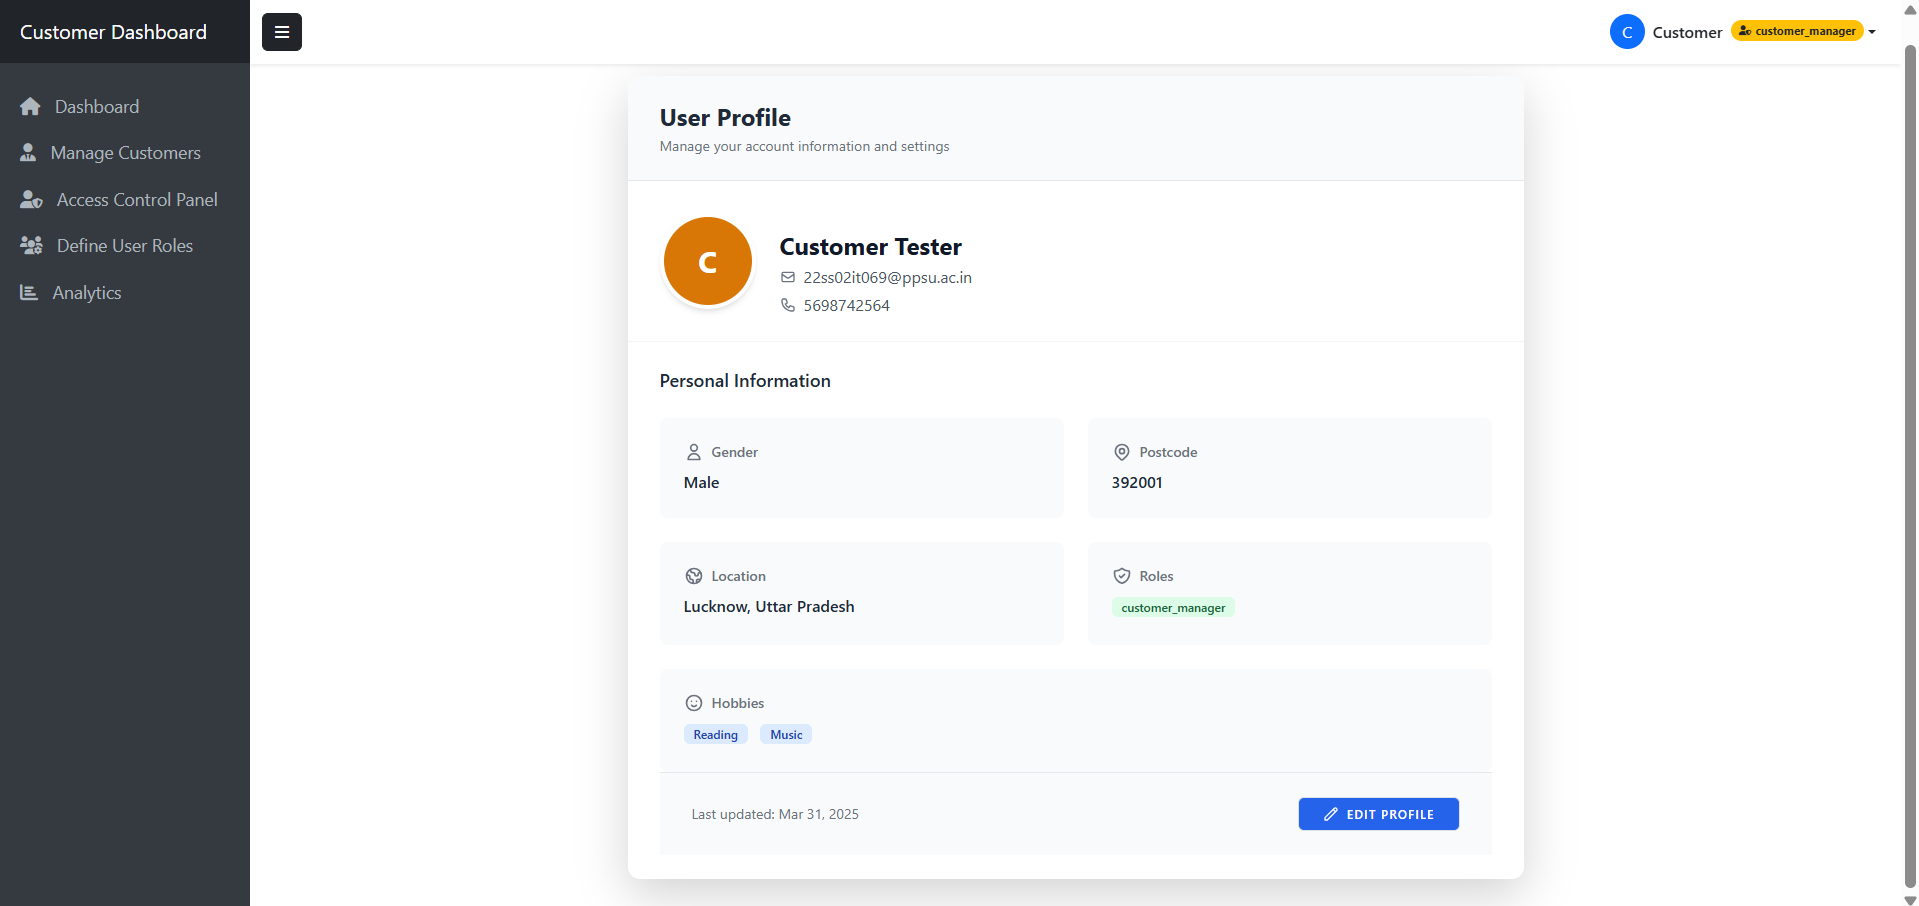 Customer Dashboard
C Customer customer_manager
Dashboard
Manage Customers
Access Control Panel
Define User Roles
Analytics
User Profile
Manage your account information and settings
C
Customer Tester
22ss02it069@ppsu.ac.in
5698742564
Personal Information
Gender
Male
Postcode
392001
Location
Lucknow, Uttar Pradesh
Roles
customer_manager
Hobbies
Reading Music
Last updated: Mar 31, 2025
EDIT PROFILE